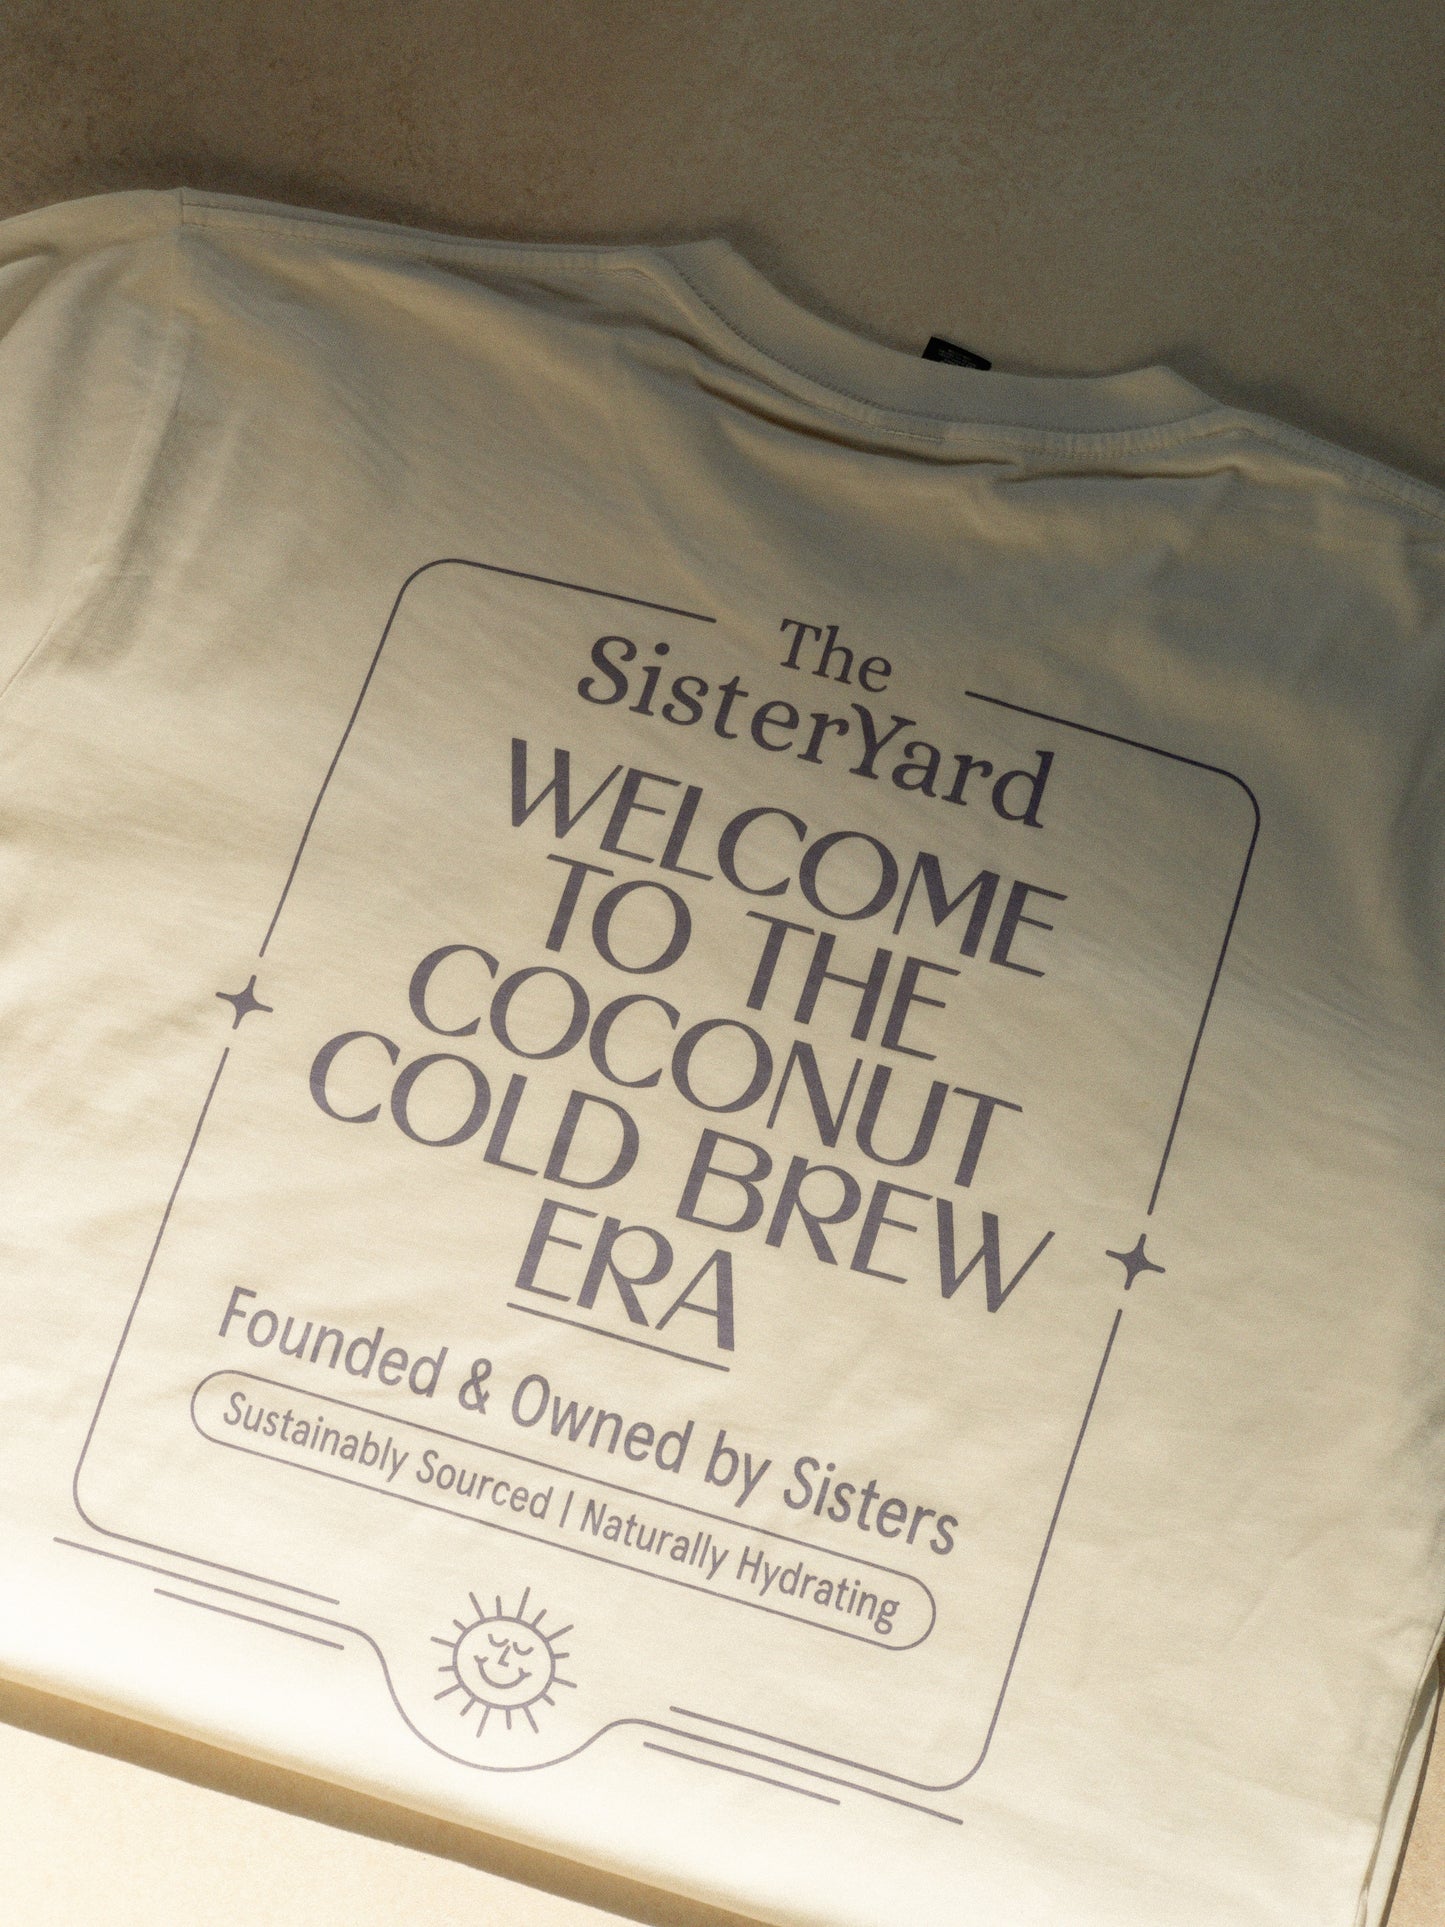 The
SisterYard
WELCOME
TO THE
COCONUT
COLD BREW
ERA
Founded & Owned by Sisters
Sustainably Sourced | Naturally Hydrating